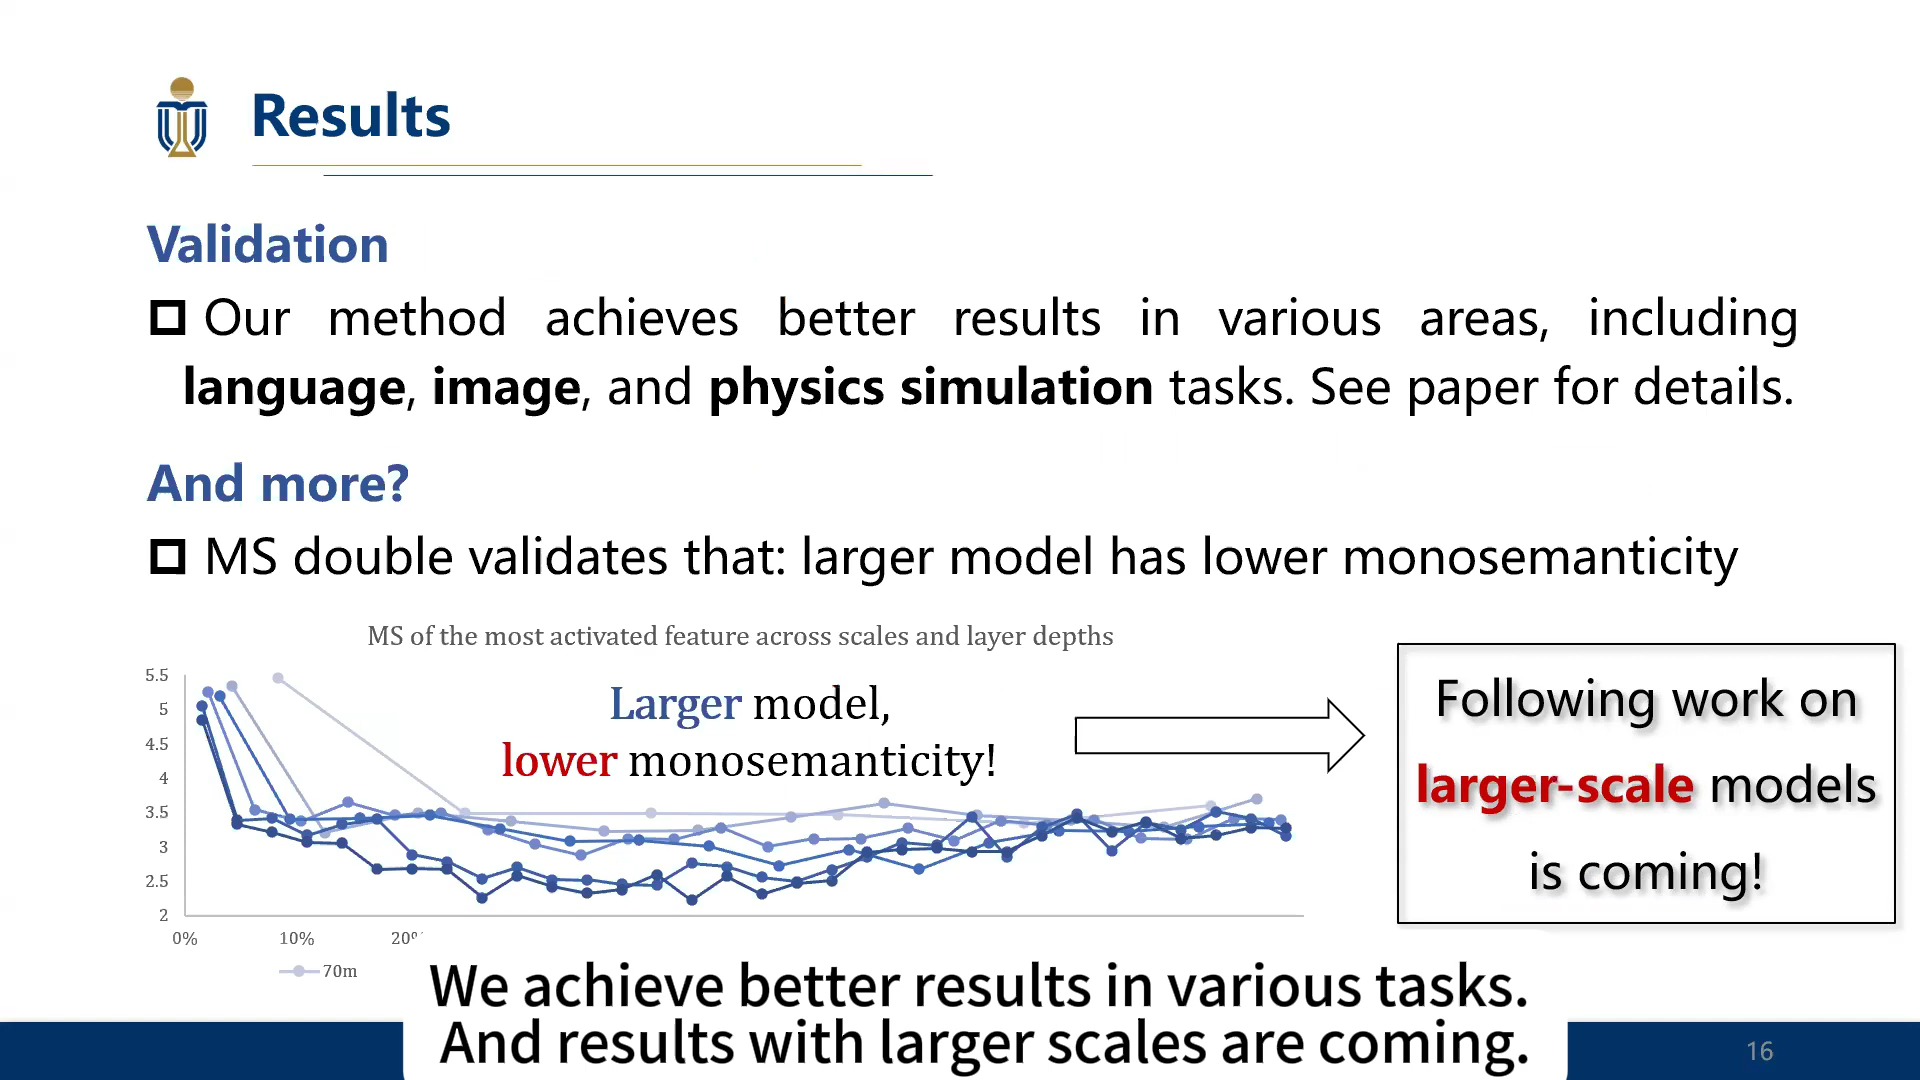 Results
Validation
Our method achieves better results in various areas, including
language, image, and physics simulation tasks. See paper for details.
And more?
MS double validates that: larger model has lower monosemanticity
MS of the most activated feature across scales and layer depths
5.5
5
4.5
4
3.5
3
2.5
2
0% 10% 20%
70m
Larger model,
lower monosemanticity!
Following work on
larger-scale models
is coming!
We achieve better results in various tasks.
And results with larger scales are coming.
16